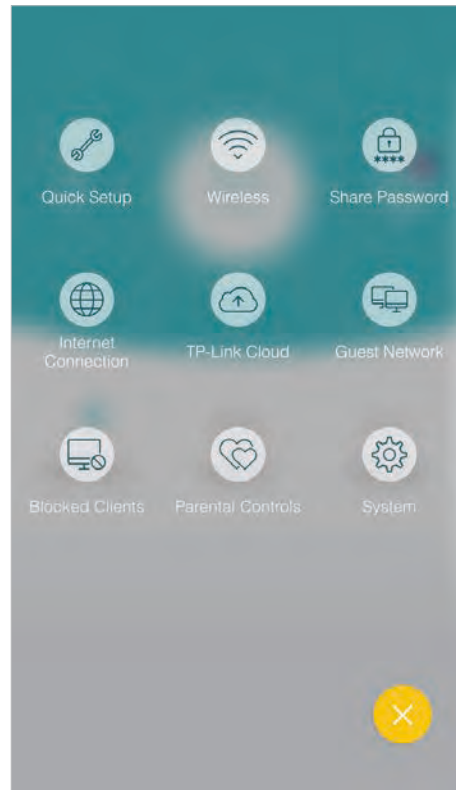 ****
Quick Setup
Wireless
Share Password
Internet
Connection
TP-Link Cloud
Guest Network
Blocked Clients
Parental Controls
System